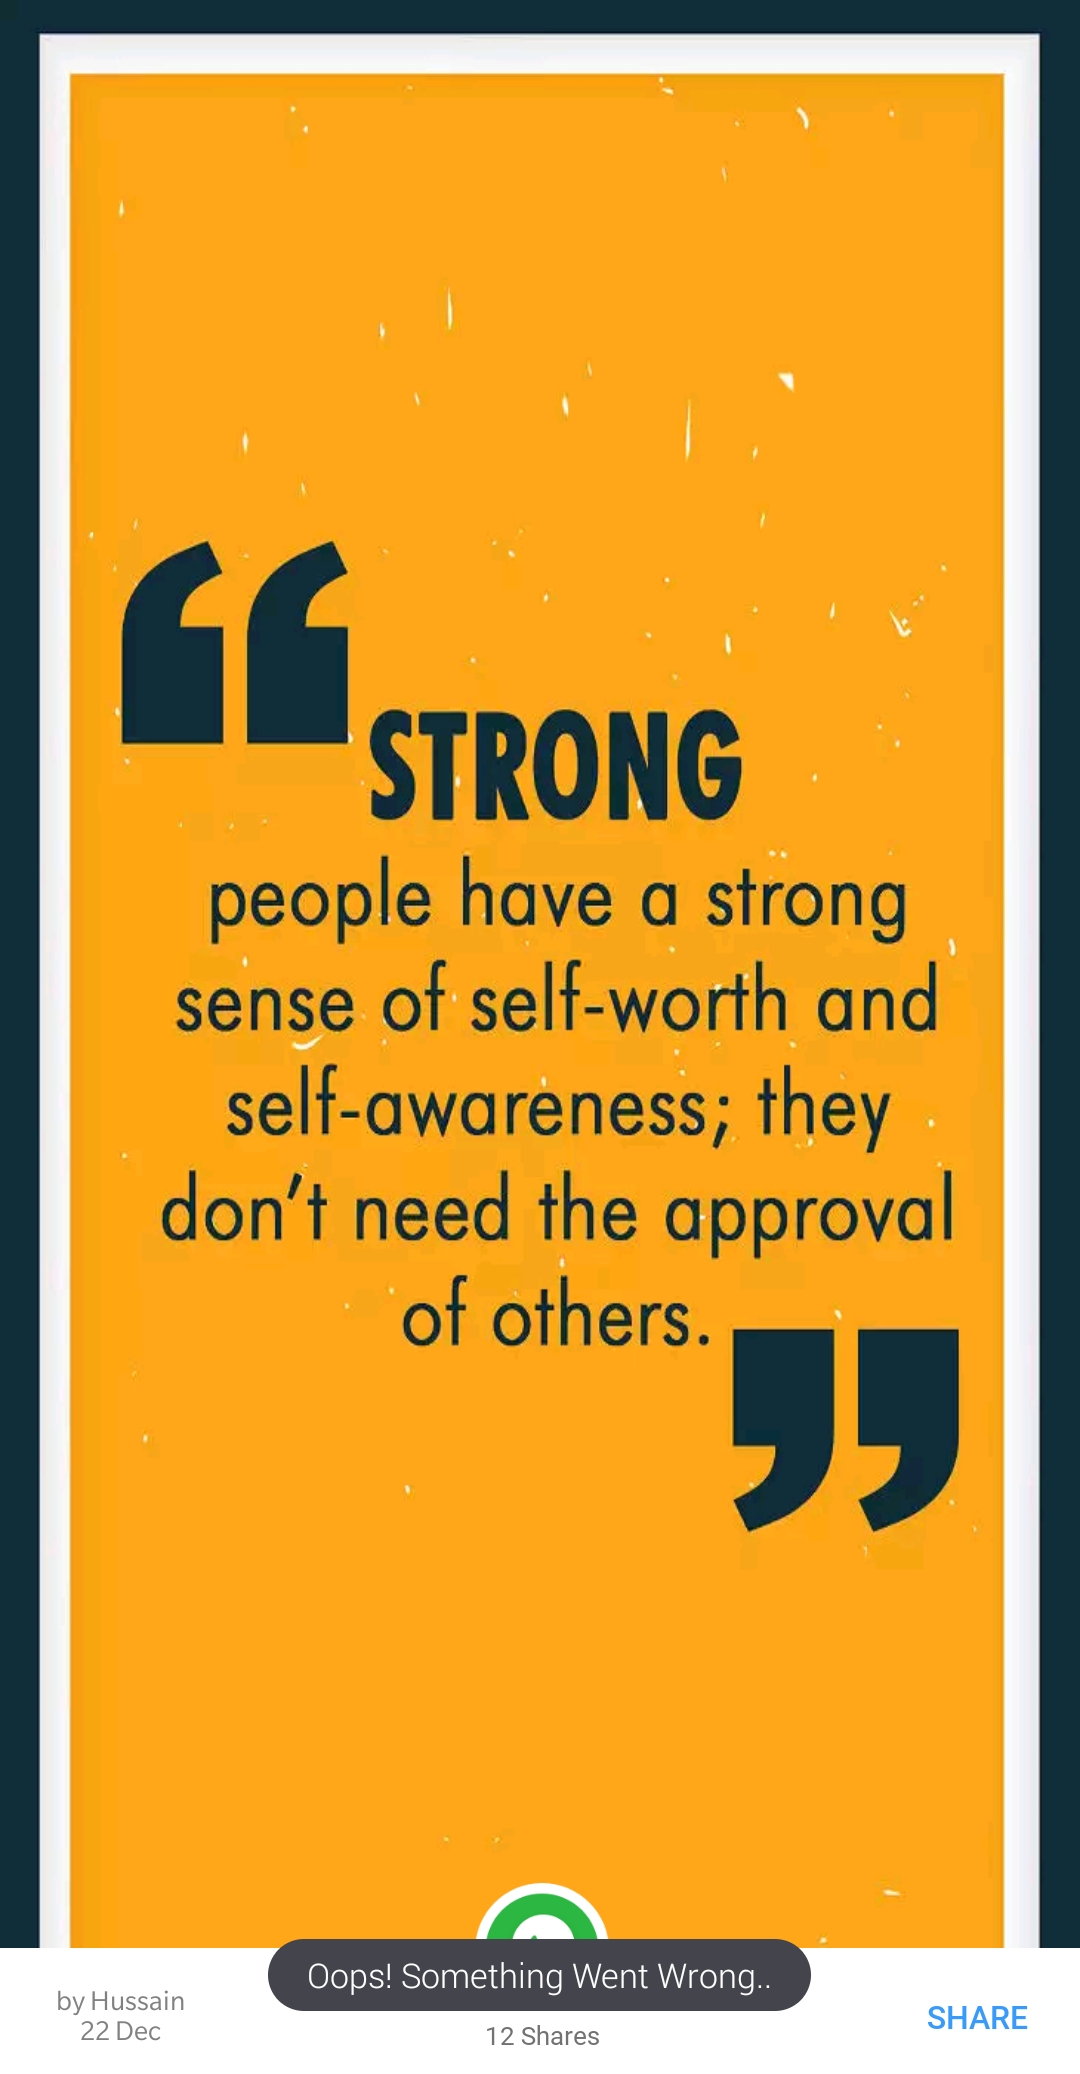 “STRONG
people have a strong
sense of self-worth and
self-awareness; they
don’t need the approval
of others.”
Oops! Something Went Wrong..
by Hussain
22 Dec
12 Shares
SHARE